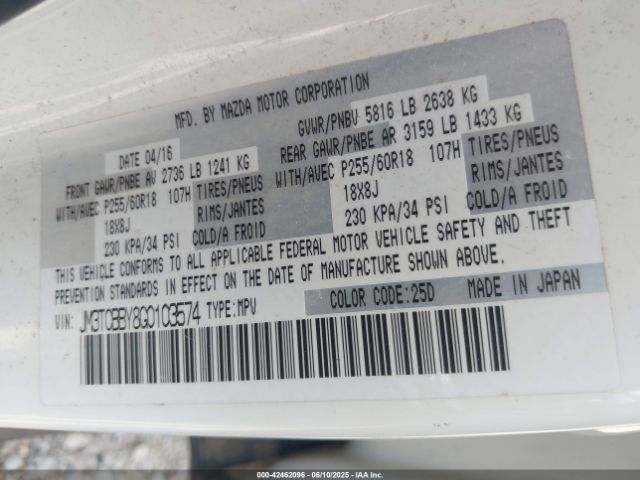 MFD. BY MAZDA MOTOR CORPORATION
DATE 04/16 GVWR/PNBV 5816 LB 2638 KG
FRONT GAWR/PNBE AV 2736 LB 1241 KG REAR GAWR/PNBE AR 3159 LB 1433 KG
WITH/AVEC P255/60R18 107H TIRES/PNEUS WITH/AVEC P255/60R18 107H TIRES/PNEUS
18X8J RIMS/JANTES 18X8J RIMS/JANTES
230 KPA/34 PSI COLD/A FROID 230 KPA/34 PSI COLD/A FROID
THIS VEHICLE CONFORMS TO ALL APPLICABLE FEDERAL MOTOR VEHICLE SAFETY AND THEFT
PREVENTION STANDARDS IN EFFECT ON THE DATE OF MANUFACTURE SHOWN ABOVE.
VIN: JM3TCBBY8G0103574 TYPE:MPV COLOR CODE:25D MADE IN JAPAN
000-42462096 - 06/10/2025 - IAA Inc.